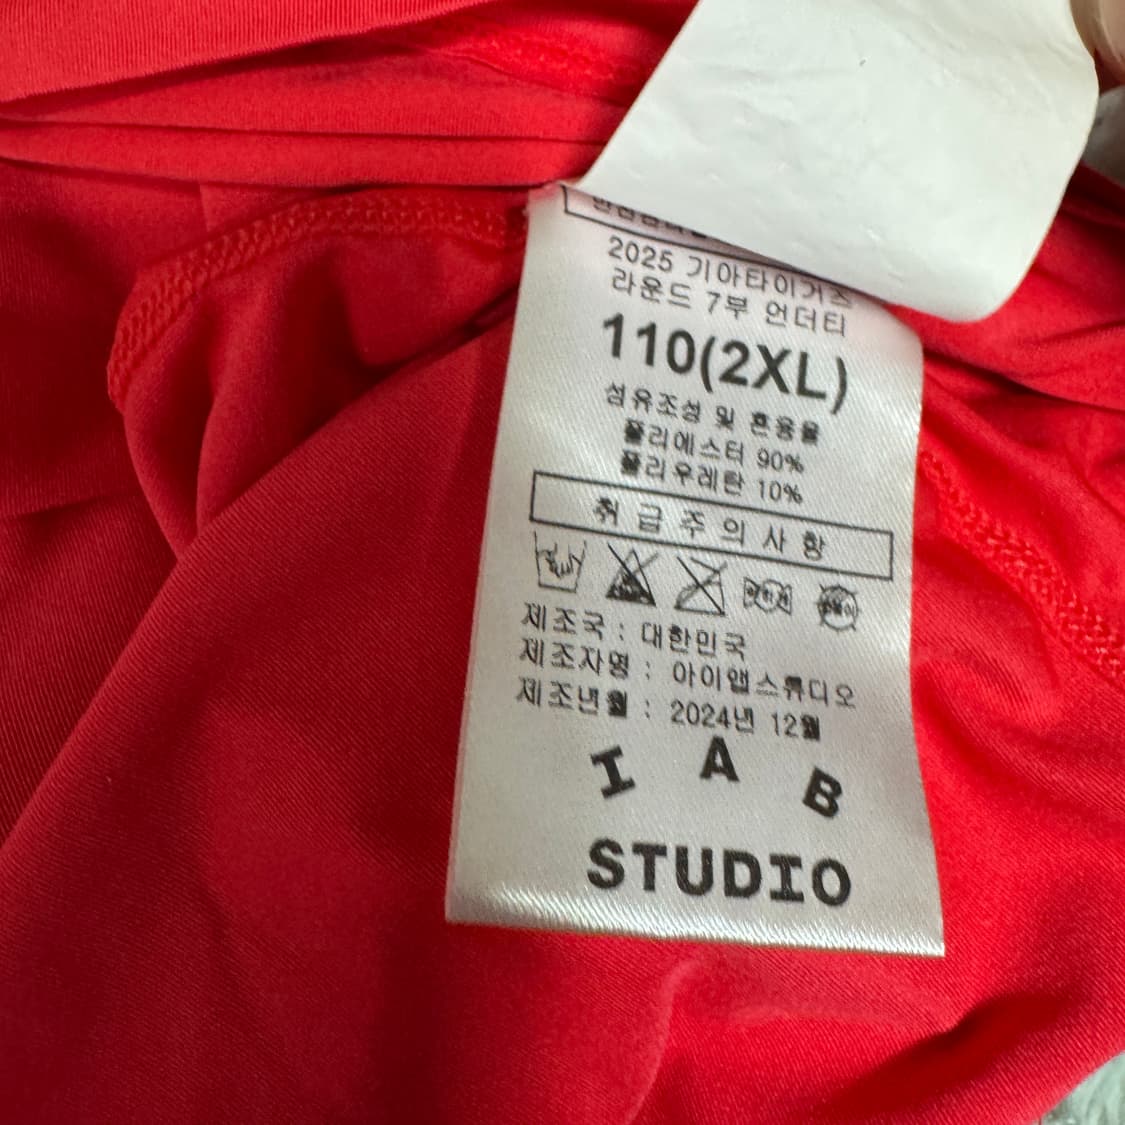 2025 기아타이거즈
라운드 7부 언더티
110(2XL)
섬유조성 및 혼용율
폴리에스터 90%
폴리우레탄 10%
취급주의사항
제조국 : 대한민국
제조자명 : 아이앱스튜디오
제조년월 : 2024년 12월
I A B
STUDIO